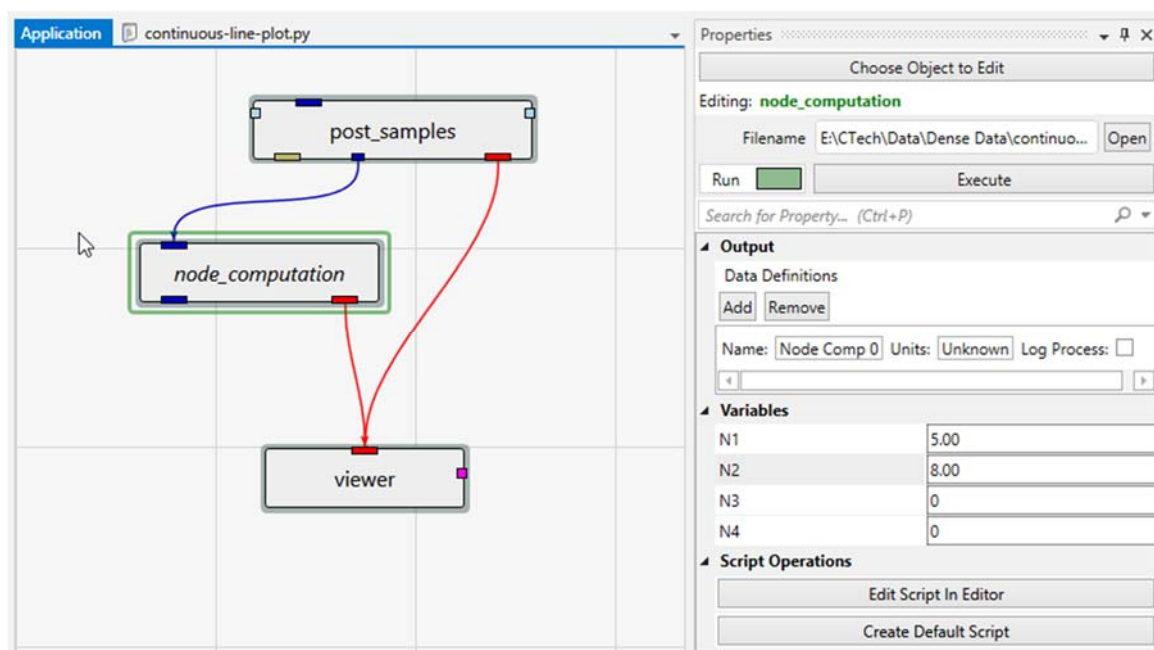 Application continuous-line-plot.py
post_samples
node_computation
viewer
Properties
Choose Object to Edit
Editing: node_computation
Filename E:\CTech\Data\Dense Data\continuo... Open
Run Execute
Search for Property... (Ctrl+P)
Output
Data Definitions
Add Remove
Name: Node Comp 0 Units: Unknown Log Process:
Variables
N1 5.00
N2 8.00
N3 0
N4 0
Script Operations
Edit Script In Editor
Create Default Script